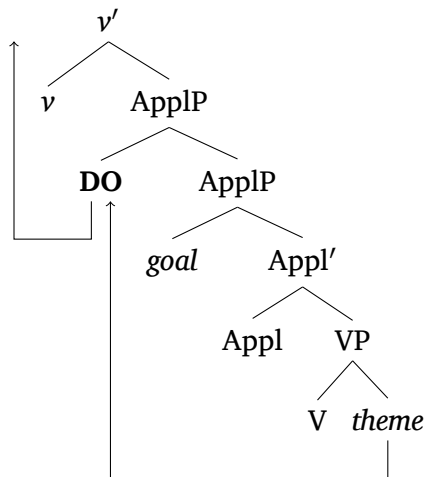 v′
v ApplP
DO ApplP
goal Appl′
Appl VP
V theme